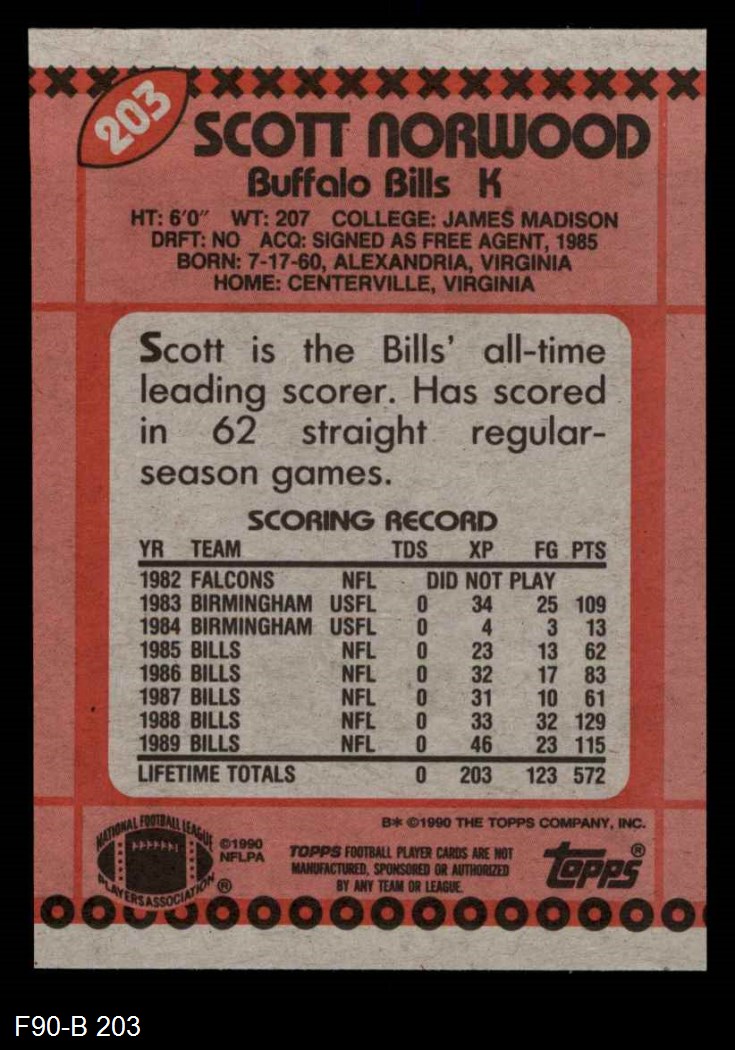 203
SCOTT NORWOOD
Buffalo Bills K
HT: 6'0" WT: 207 COLLEGE: JAMES MADISON
DRFT: NO ACQ: SIGNED AS FREE AGENT, 1985
BORN: 7-17-60, ALEXANDRIA, VIRGINIA
HOME: CENTERVILLE, VIRGINIA
Scott is the Bills' all-time
leading scorer. Has scored
in 62 straight regular-
season games.
SCORING RECORD
YR TEAM TDS XP FG PTS
1982 FALCONS NFL DID NOT PLAY
1983 BIRMINGHAM USFL 0 34 25 109
1984 BIRMINGHAM USFL 0 4 3 13
1985 BILLS NFL 0 23 13 62
1986 BILLS NFL 0 32 17 83
1987 BILLS NFL 0 31 10 61
1988 BILLS NFL 0 33 32 129
1989 BILLS NFL 0 46 23 115
LIFETIME TOTALS 0 203 123 572
B* ©1990 THE TOPPS COMPANY, INC.
NATIONAL FOOTBALL LEAGUE
PLAYERS ASSOCIATION ®
©1990
NFLPA
TOPPS FOOTBALL PLAYER CARDS ARE NOT
MANUFACTURED, SPONSORED OR AUTHORIZED
BY ANY TEAM OR LEAGUE.
topps®
F90-B 203